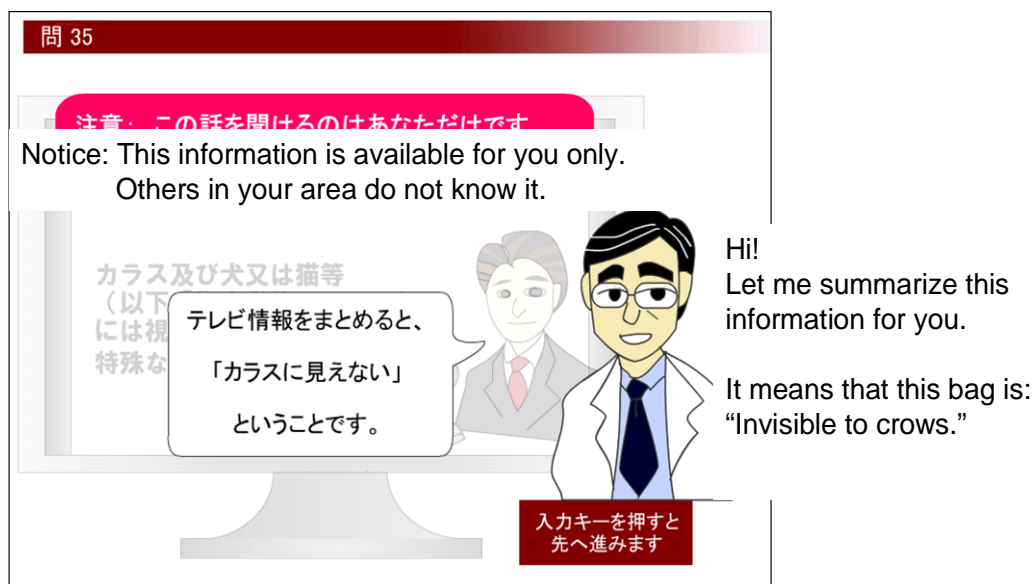 問 35
注意： この話を聞けるのはあなただけです
Notice: This information is available for you only.
Others in your area do not know it.
カラス及び犬又は猫等
（以下
には視
特殊な
テレビ情報をまとめると、
「カラスに見えない」
ということです。
Hi!
Let me summarize this
information for you.
It means that this bag is:
“Invisible to crows.”
入力キーを押すと
先へ進みます